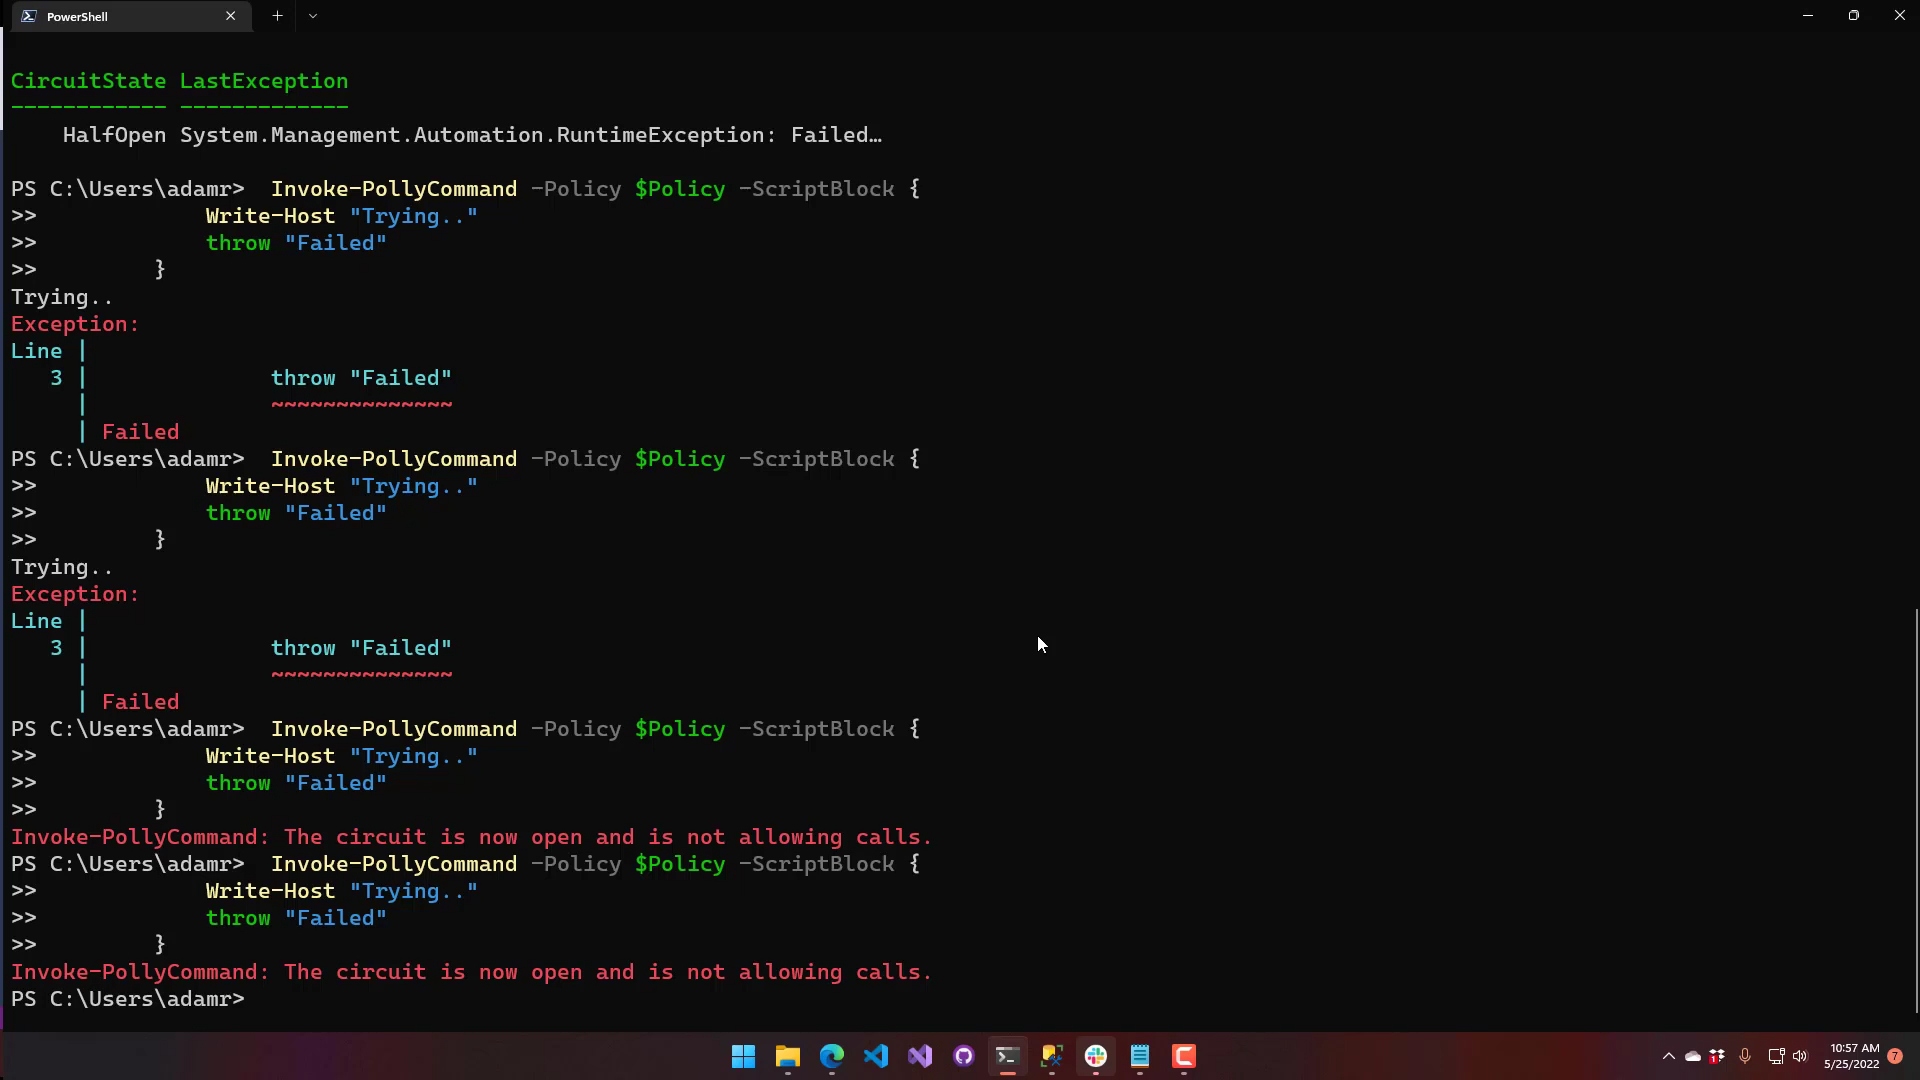 PowerShell
CircuitState LastException
------------ -------------
HalfOpen System.Management.Automation.RuntimeException: Failed…
PS C:\Users\adamr>  Invoke-PollyCommand -Policy $Policy -ScriptBlock {
>>             Write-Host "Trying.."
>>             throw "Failed"
>>         }
Trying..
Exception:
Line |
   3 |              throw "Failed"
     |              ~~~~~~~~~~~~~~
     | Failed
PS C:\Users\adamr>  Invoke-PollyCommand -Policy $Policy -ScriptBlock {
>>             Write-Host "Trying.."
>>             throw "Failed"
>>         }
Trying..
Exception:
Line |
   3 |              throw "Failed"
     |              ~~~~~~~~~~~~~~
     | Failed
PS C:\Users\adamr>  Invoke-PollyCommand -Policy $Policy -ScriptBlock {
>>             Write-Host "Trying.."
>>             throw "Failed"
>>         }
Invoke-PollyCommand: The circuit is now open and is not allowing calls.
PS C:\Users\adamr>  Invoke-PollyCommand -Policy $Policy -ScriptBlock {
>>             Write-Host "Trying.."
>>             throw "Failed"
>>         }
Invoke-PollyCommand: The circuit is now open and is not allowing calls.
PS C:\Users\adamr>
10:57 AM
5/25/2022
7
1